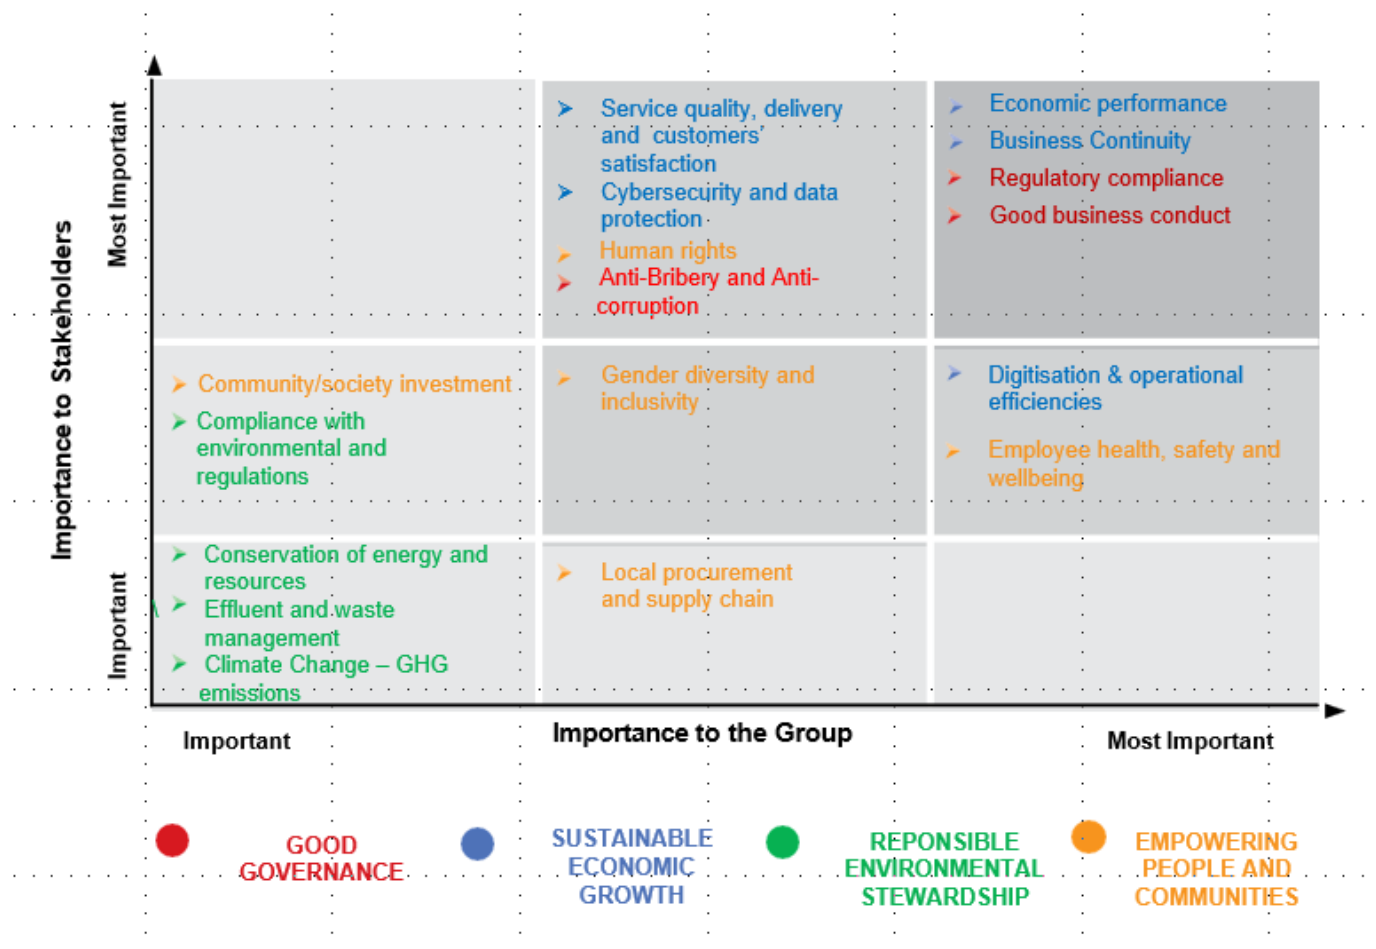 Importance to Stakeholders
Most Important
Important
Service quality, delivery
and customers'
satisfaction
Cybersecurity and data
protection
Human rights
Anti-Bribery and Anti-
corruption
Economic performance
Business Continuity
Regulatory compliance
Good business conduct
Community/society investment
Compliance with
environmental and
regulations
Gender diversity and
inclusivity
Digitisation & operational
efficiencies
Employee health, safety and
wellbeing
Conservation of energy and
resources
\ Effluent and waste
management
Climate Change – GHG
emissions
Local procurement
and supply chain
Important
Importance to the Group
Most Important
GOOD
GOVERNANCE
SUSTAINABLE
ECONOMIC
GROWTH
REPONSIBLE
ENVIRONMENTAL
STEWARDSHIP
EMPOWERING
PEOPLE AND
COMMUNITIES